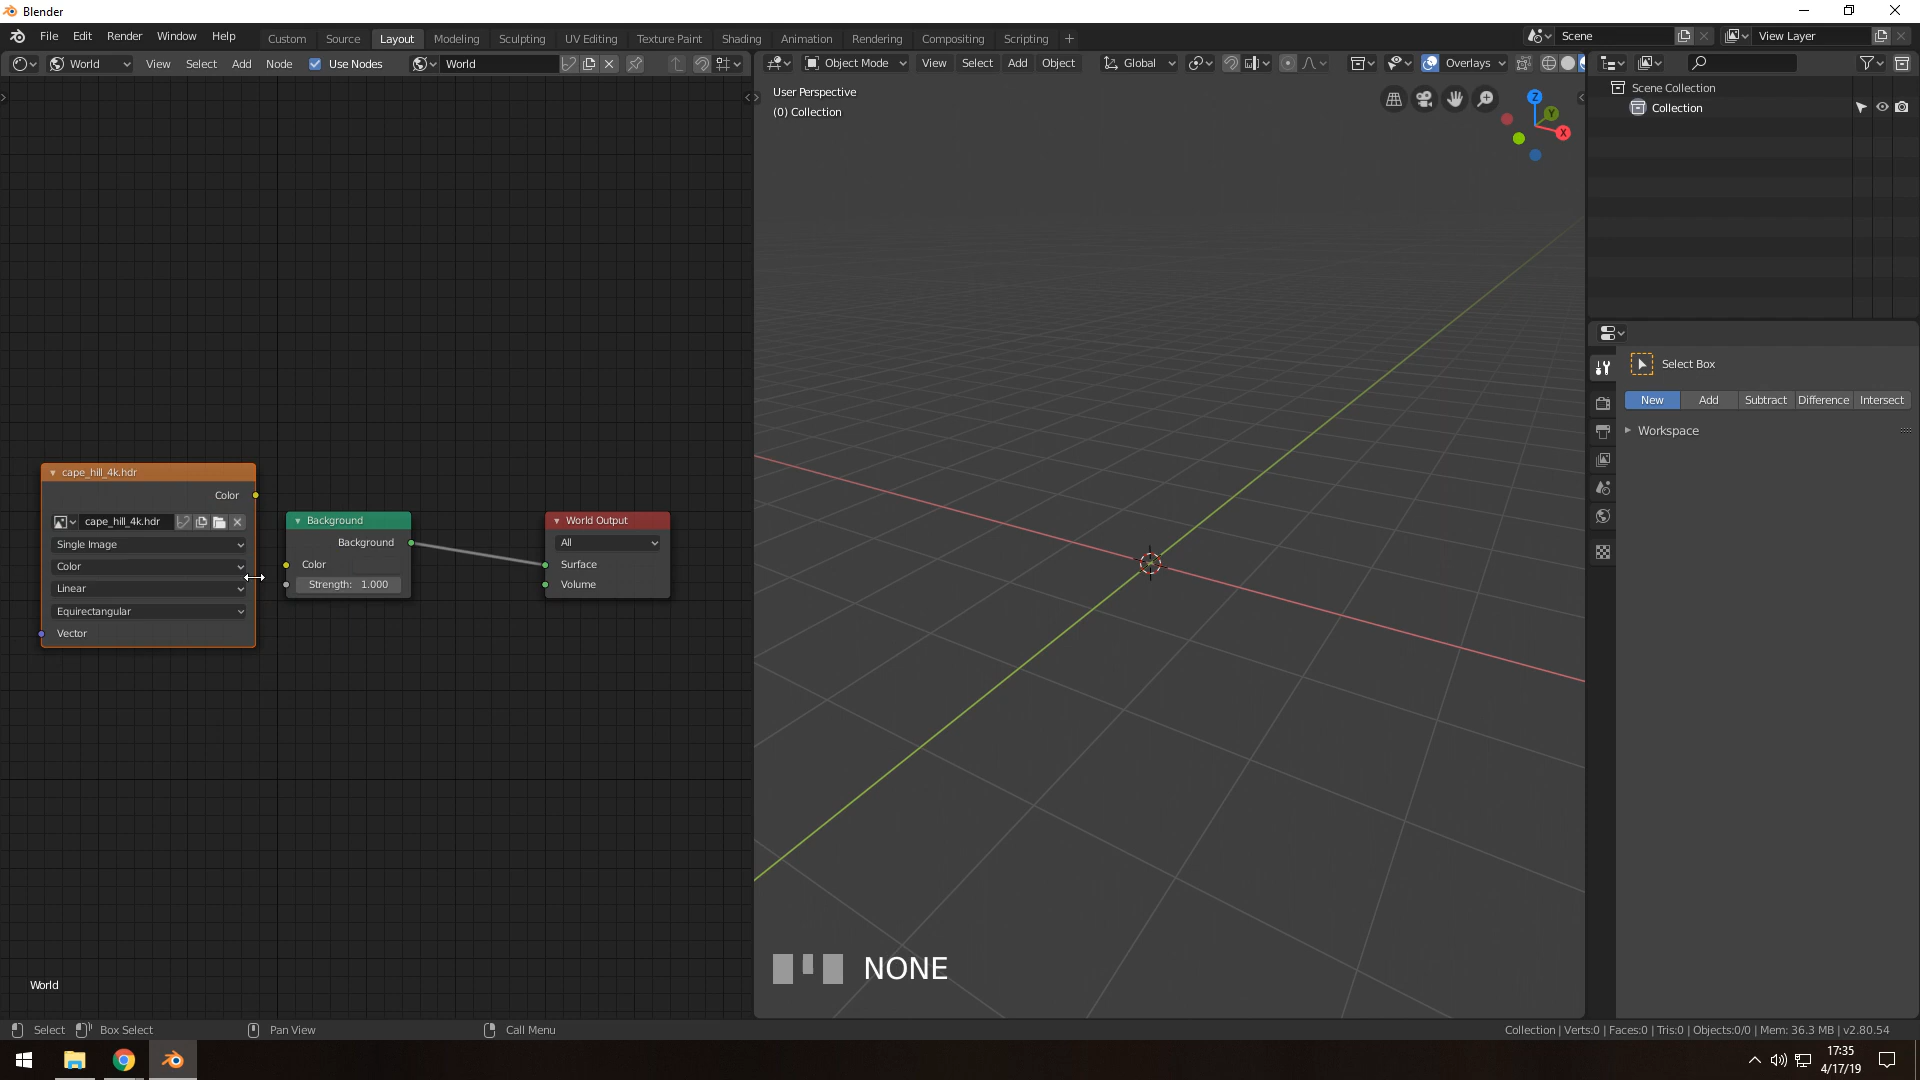 Blender
File Edit Render Window Help Custom Source Layout Modeling Sculpting UV Editing Texture Paint Shading Animation Rendering Compositing Scripting + Scene View Layer
World View Select Add Node Use Nodes World
Object Mode View Select Add Object Global Overlays
User Perspective
(0) Collection
Z
Y
X
Scene Collection
Collection
Select Box
New Add Subtract Difference Intersect
Workspace
cape_hill_4k.hdr
Color
cape_hill_4k.hdr
Single Image
Color
Linear
Equirectangular
Vector
Background
Background
Color
Strength: 1.000
World Output
All
Surface
Volume
NONE
World
Select Box Select Pan View Call Menu Collection | Verts:0 | Faces:0 | Tris:0 | Objects:0/0 | Mem: 36.3 MB | v2.80.54
17:35
4/17/19